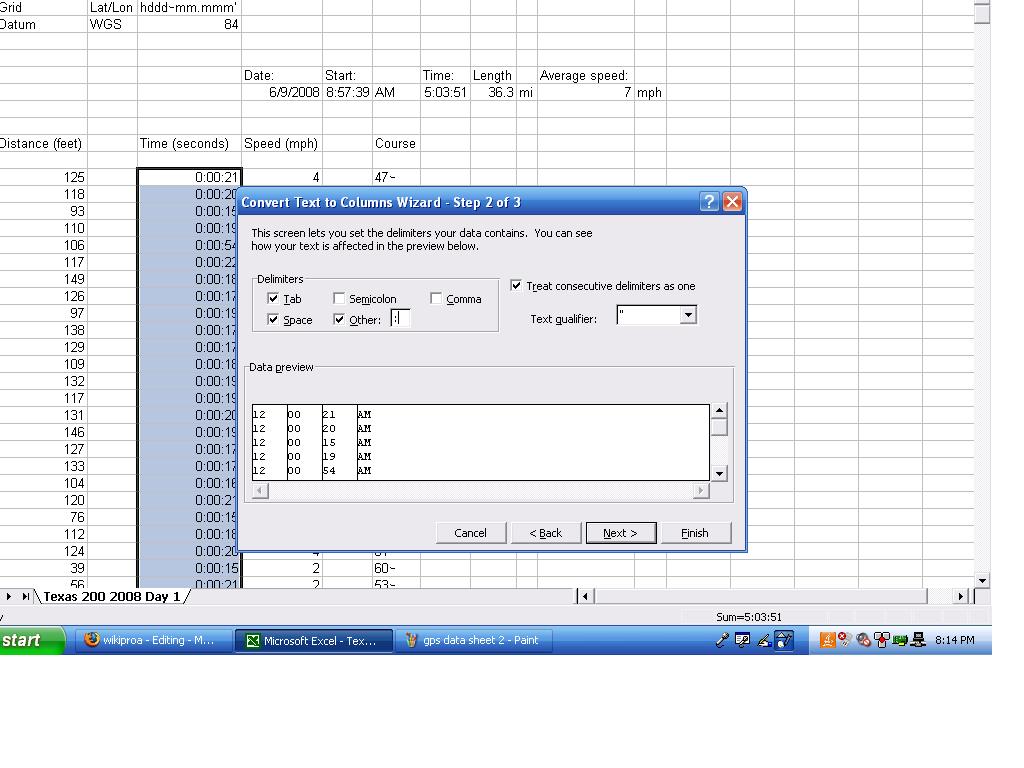 Grid Lat/Lon hddd~mm.mmm'
Datum WGS 84
Date: Start: Time: Length Average speed:
6/9/2008 8:57:39 AM 5:03:51 36.3 mi 7 mph
Distance (feet) Time (seconds) Speed (mph) Course
125 0:00:21 4 47~
118 0:00:20
93 0:00:15
110 0:00:19
106 0:00:54
117 0:00:22
149 0:00:18
126 0:00:17
97 0:00:19
138 0:00:17
129 0:00:17
109 0:00:18
132 0:00:19
117 0:00:19
131 0:00:20
146 0:00:19
127 0:00:17
133 0:00:17
104 0:00:16
120 0:00:21
76 0:00:15
112 0:00:18
124 0:00:20 4
39 0:00:15 2 60~
56 0:00:21 2 53~
Convert Text to Columns Wizard - Step 2 of 3
This screen lets you set the delimiters your data contains. You can see
how your text is affected in the preview below.
Delimiters
Tab Semicolon Comma
Space Other: :
Treat consecutive delimiters as one
Text qualifier: "
Data preview
12 00 21 AM
12 00 20 AM
12 00 15 AM
12 00 19 AM
12 00 54 AM
Cancel < Back Next > Finish
Texas 200 2008 Day 1
Sum=5:03:51
start wikiproa - Editing - M... Microsoft Excel - Tex... gps data sheet 2 - Paint 8:14 PM